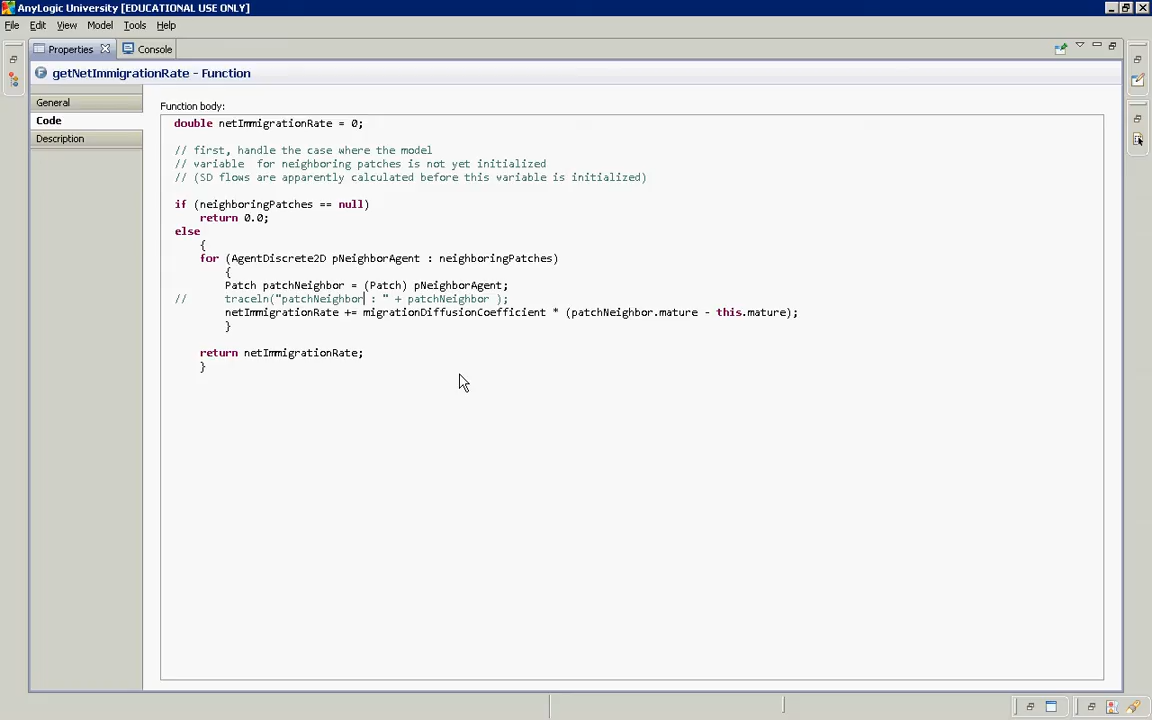 AnyLogic University [EDUCATIONAL USE ONLY]
File Edit View Model Tools Help
Properties Console
getNetImmigrationRate - Function
General
Code
Description
Function body:
double netImmigrationRate = 0;
// first, handle the case where the model
// variable  for neighboring patches is not yet initialized
// (SD flows are apparently calculated before this variable is initialized)
if (neighboringPatches == null)
return 0.0;
else
{
for (AgentDiscrete2D pNeighborAgent : neighboringPatches)
{
Patch patchNeighbor = (Patch) pNeighborAgent;
// traceln("patchNeighbor : " + patchNeighbor );
netImmigrationRate += migrationDiffusionCoefficient * (patchNeighbor.mature - this.mature);
}
return netImmigrationRate;
}